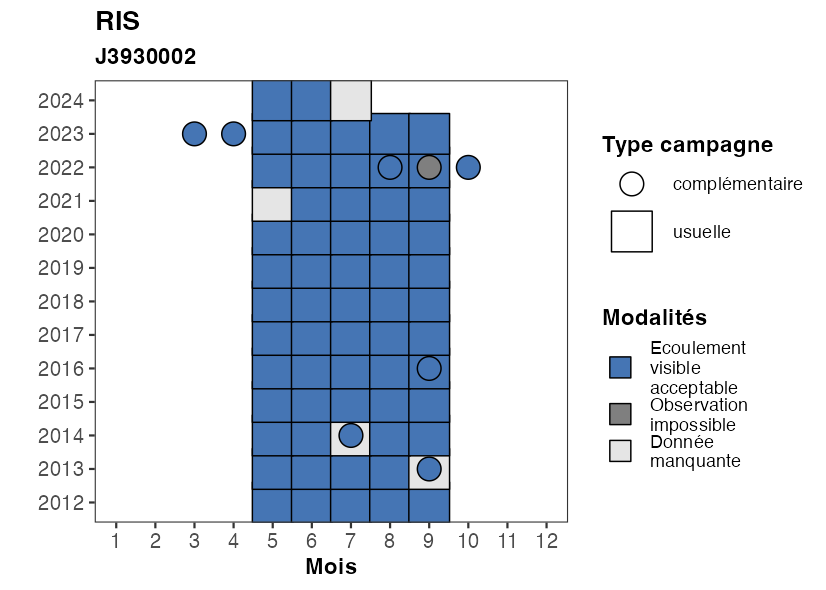 RIS
J3930002
2024
2023
2022
2021
2020
2019
2018
2017
2016
2015
2014
2013
2012
1 2 3 4 5 6 7 8 9 10 11 12
Mois
Type campagne
complémentaire
usuelle
Modalités
Ecoulement
visible
acceptable
Observation
impossible
Donnée
manquante